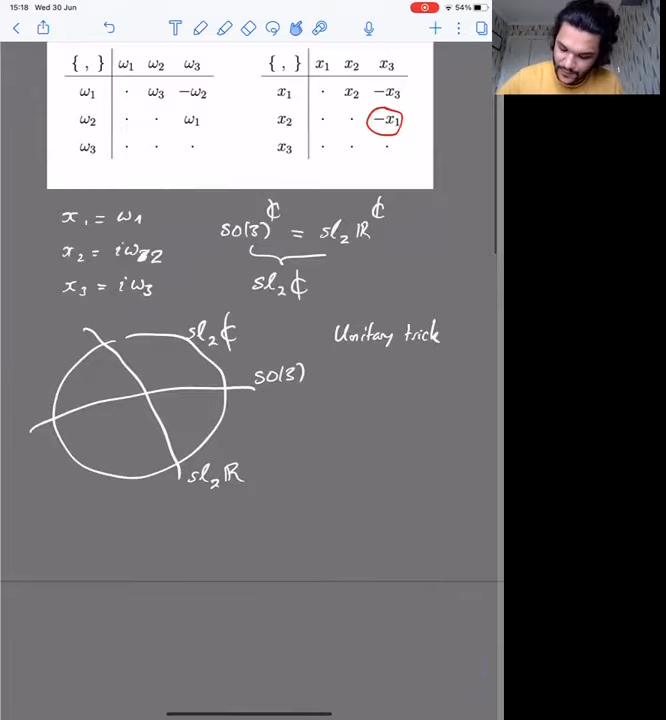 15:18 Wed 30 Jun
54%
{ , } ω₁ ω₂ ω₃
ω₁ · ω₃ −ω₂
ω₂ · · ω₁
ω₃ · · ·
{ , } x₁ x₂ x₃
x₁ · x₂ −x₃
x₂ · · −x₁
x₃ · · ·
x₁ = ω₁
x₂ = iω₂
x₃ = iω₃
so(3)^ℂ = sl₂ℝ^ℂ
sl₂ℂ
sl₂ℂ
Unitary trick
so(3)
sl₂ℝ